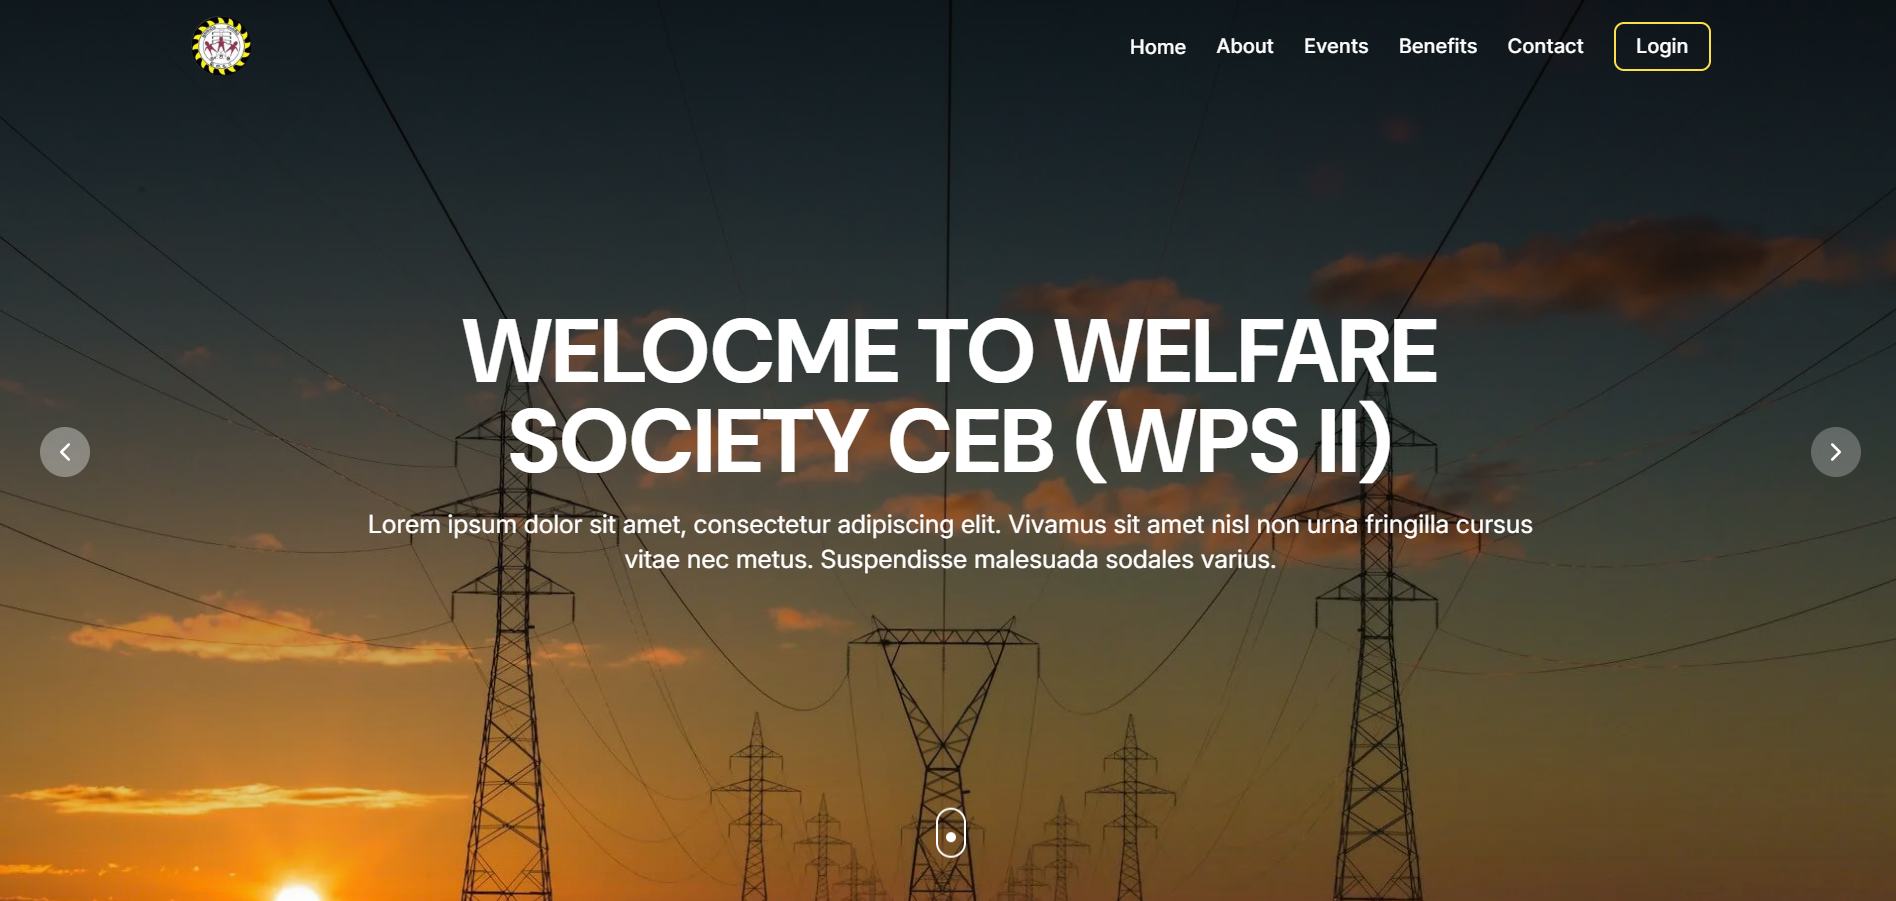 Home About Events Benefits Contact Login
WELOCME TO WELFARE
SOCIETY CEB (WPS II)
Lorem ipsum dolor sit amet, consectetur adipiscing elit. Vivamus sit amet nisl non urna fringilla cursus
vitae nec metus. Suspendisse malesuada sodales varius.